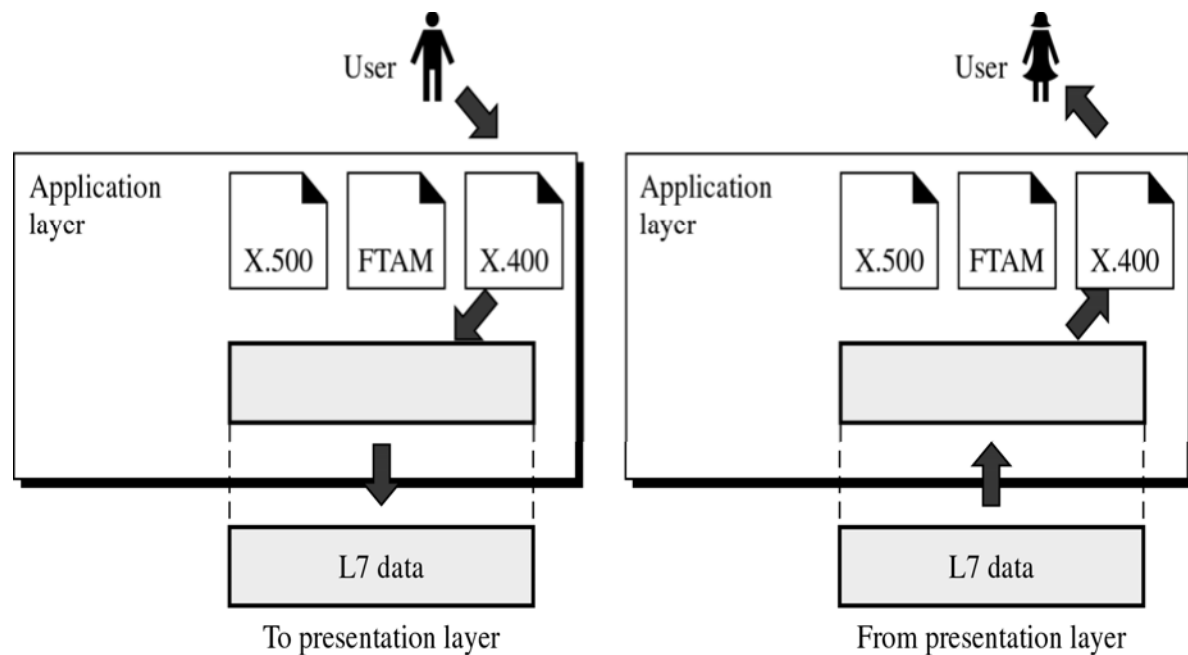 User
Application
layer
X.500 FTAM X.400
L7 data
To presentation layer
User
Application
layer
X.500 FTAM X.400
L7 data
From presentation layer